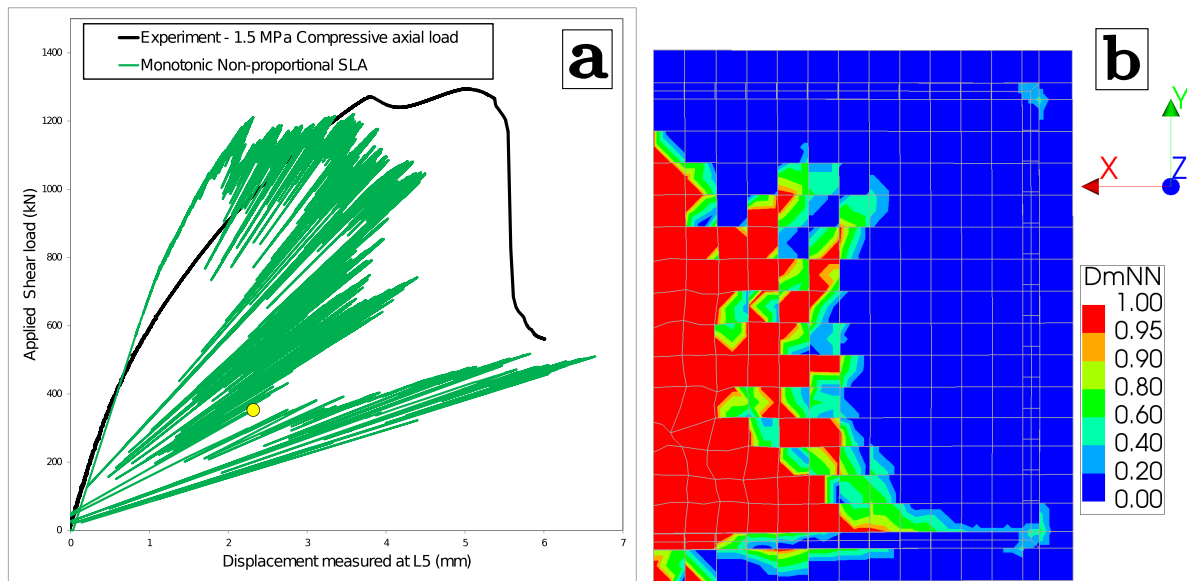 1400
1200
1000
800
600
400
200
0
Applied Shear load (kN)
Experiment - 1.5 MPa Compressive axial load
Monotonic Non-proportional SLA
a
0 1 2 3 4 5 6 7
Displacement measured at L5 (mm)
b
Y
X
Z
DmNN
1.00
0.95
0.90
0.80
0.60
0.40
0.20
0.00